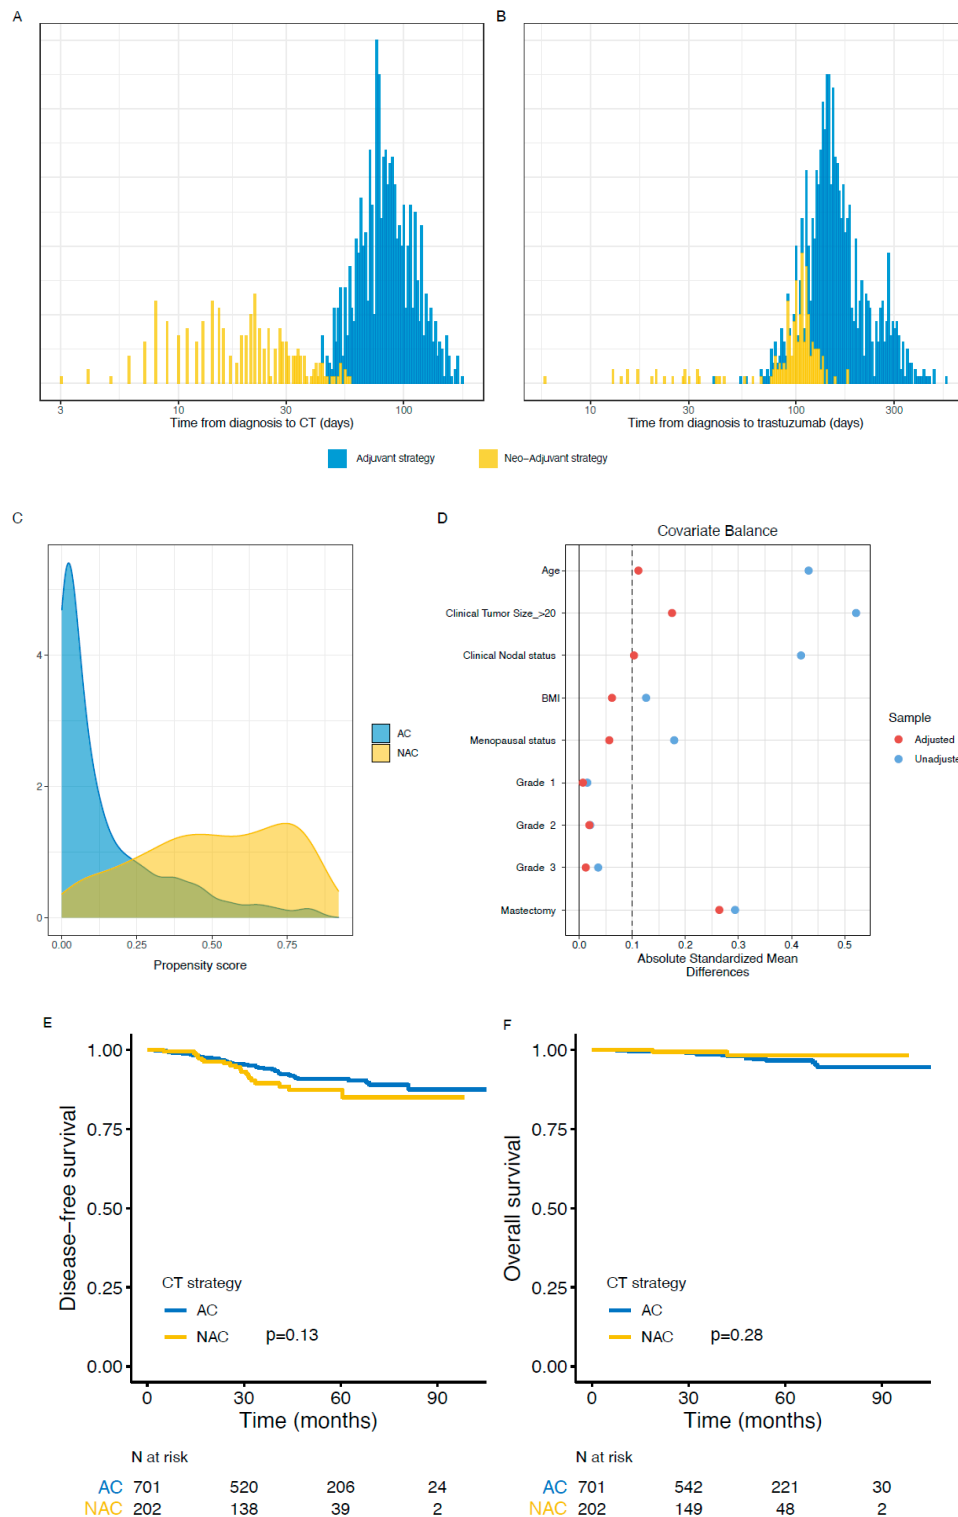 A
B
3
10
30
100
Time from diagnosis to CT (days)
10
30
100
300
Time from diagnosis to trastuzumab (days)
Adjuvant strategy
Neo-Adjuvant strategy
C
4
2
0
0.00
0.25
0.50
0.75
Propensity score
AC
NAC
D
Covariate Balance
Age
Clinical Tumor Size_>20
Clinical Nodal status
BMI
Menopausal status
Grade 1
Grade 2
Grade 3
Mastectomy
0.0
0.1
0.2
0.3
0.4
0.5
Absolute Standardized Mean
Differences
Sample
Adjusted
Unadjuste
E
1.00
0.75
0.50
0.25
0.00
Disease-free survival
CT strategy
AC
NAC
p=0.13
0
30
60
90
Time (months)
N at risk
AC 701 520 206 24
NAC 202 138 39 2
F
1.00
0.75
0.50
0.25
0.00
Overall survival
CT strategy
AC
NAC
p=0.28
0
30
60
90
Time (months)
N at risk
AC 701 542 221 30
NAC 202 149 48 2